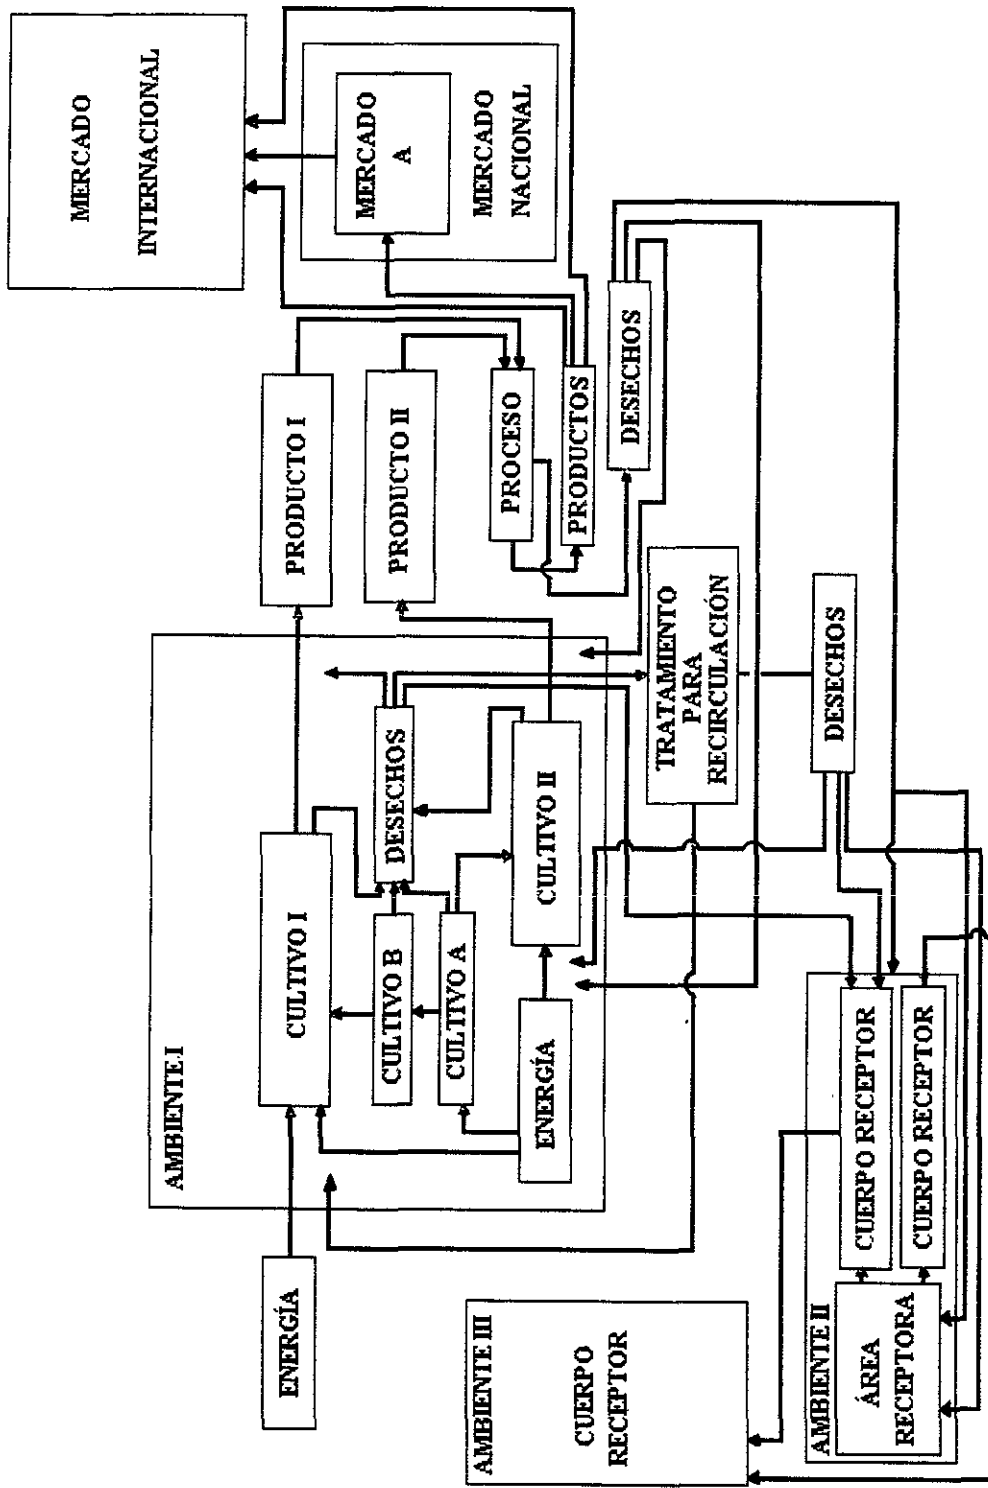 MERCADO
INTERNACIONAL
MERCADO
A
MERCADO
NACIONAL
PRODUCTO I
PRODUCTO II
PROCESO
PRODUCTOS
DESECHOS
AMBIENTE I
CULTIVO I
DESECHOS
CULTIVO B
CULTIVO A
CULTIVO II
ENERGÍA
ENERGÍA
TRATAMIENTO
PARA
RECIRCULACIÓN
DESECHOS
AMBIENTE III
CUERPO
RECEPTOR
AMBIENTE II
ÁREA
RECEPTORA
CUERPO RECEPTOR
CUERPO RECEPTOR